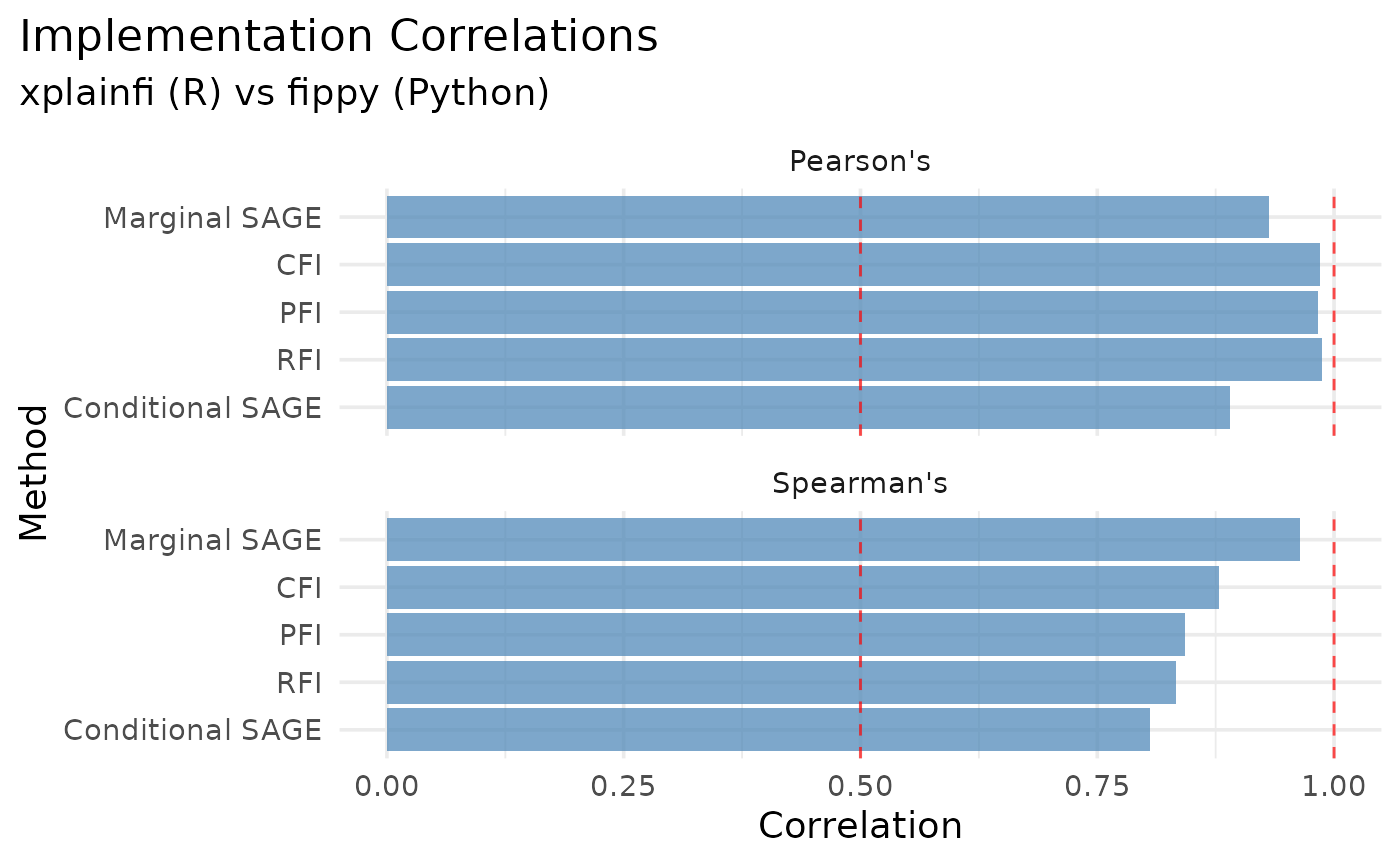 Implementation Correlations
xplainfi (R) vs fippy (Python)
Pearson's
Marginal SAGE
CFI
PFI
RFI
Conditional SAGE
Method
Spearman's
Marginal SAGE
CFI
PFI
RFI
Conditional SAGE
0.00 0.25 0.50 0.75 1.00
Correlation